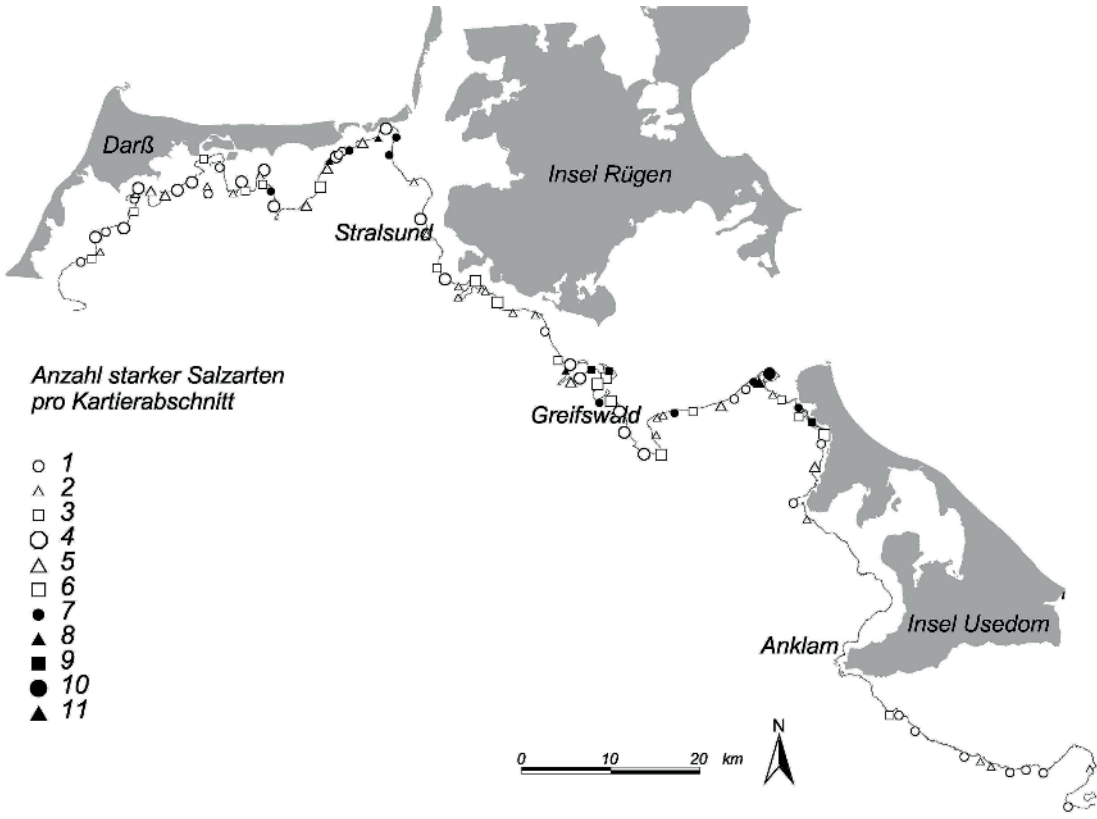 Darß
Insel Rügen
Stralsund
Anzahl starker Salzarten
pro Kartierabschnitt
Greifswald
1
2
3
4
5
6
7
8
9
10
11
Insel Usedom
Anklam
N
0 10 20 km